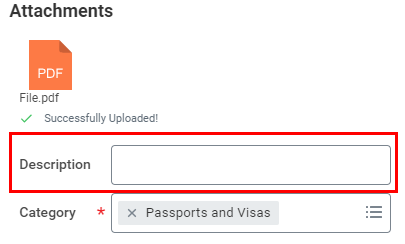 Attachments
PDF
File.pdf
Successfully Uploaded!
Description
Category * × Passports and Visas